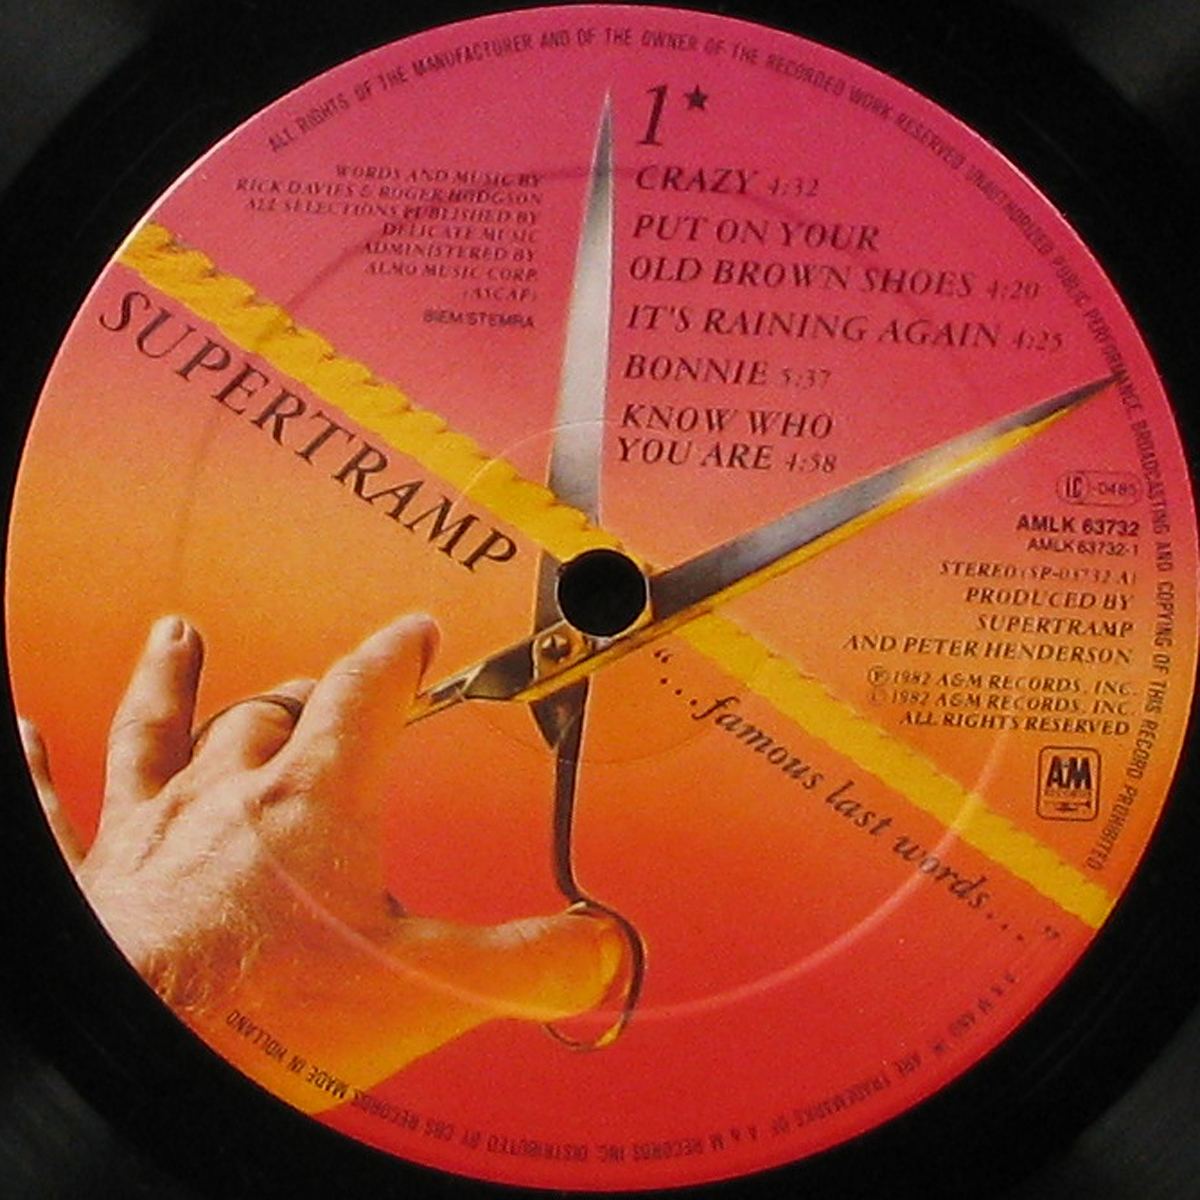 ALL RIGHTS OF THE MANUFACTURER AND OF THE OWNER OF THE RECORDED WORK RESERVED UNAUTHORIZED PUBLIC PERFORMANCE, BROADCASTING AND COPYING OF THIS RECORD PROHIBITED
1★
CRAZY 4:32
PUT ON YOUR
OLD BROWN SHOES 4:20
IT'S RAINING AGAIN 4:25
BONNIE 5:37
KNOW WHO
YOU ARE 4:58
WORDS AND MUSIC BY
RICK DAVIES & ROGER HODGSON
ALL SELECTIONS PUBLISHED BY
DELICATE MUSIC
ADMINISTERED BY
ALMO MUSIC CORP.
(ASCAP)
BIEM/STEMRA
SUPERTRAMP
LC-0485
AMLK 63732
AMLK 63732-1
STEREO (SP-03732 A)
PRODUCED BY
SUPERTRAMP
AND PETER HENDERSON
℗ 1982 A&M RECORDS, INC.
© 1982 A&M RECORDS, INC.
ALL RIGHTS RESERVED
A&M
RECORDS
"...famous last words..."
ARE TRADEMARKS OF A & M RECORDS INC. DISTRIBUTED BY CBS RECORDS MADE IN HOLLAND